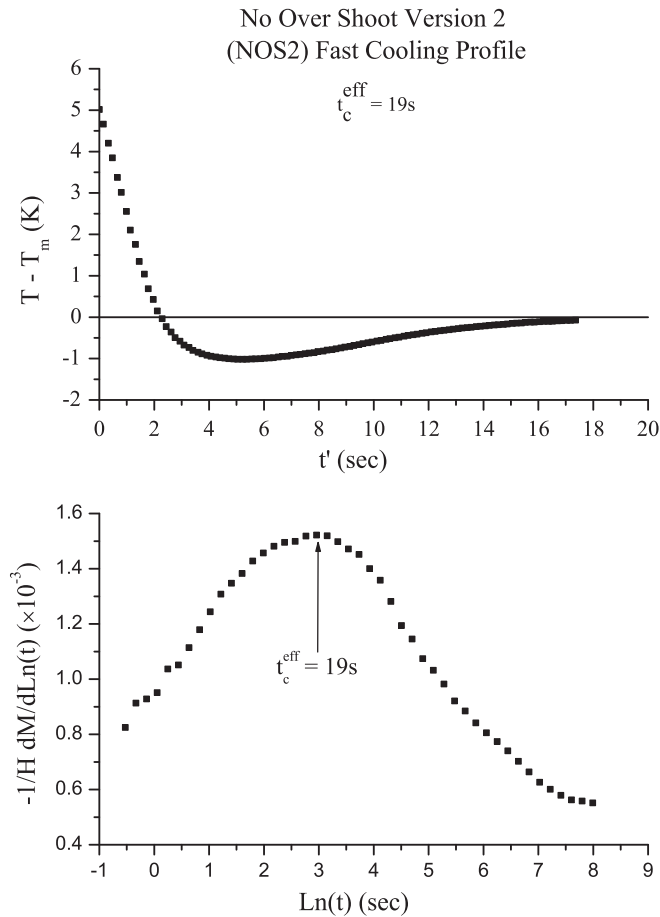 No Over Shoot Version 2
(NOS2) Fast Cooling Profile
6
5
4
3
2
1
0
-1
-2
T - Tₘ (K)
t_c^eff = 19s
0 2 4 6 8 10 12 14 16 18 20
t' (sec)
1.6
1.4
1.2
1.0
0.8
0.6
0.4
-1/H dM/dLn(t) (×10⁻³)
t_c^eff = 19s
-1 0 1 2 3 4 5 6 7 8 9
Ln(t) (sec)